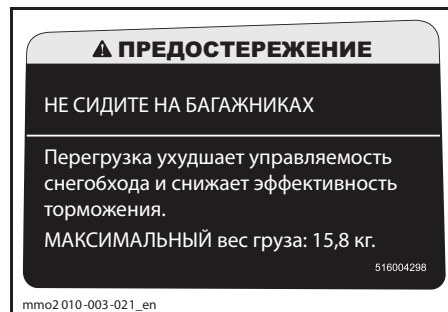 ⚠ ПРЕДОСТЕРЕЖЕНИЕ
НЕ СИДИТЕ НА БАГАЖНИКАХ
Перегрузка ухудшает управляемость
снегобхода и снижает эффективность
торможения.
МАКСИМАЛЬНЫЙ вес груза: 15,8 кг.
516004298
mmo2010-003-021_en